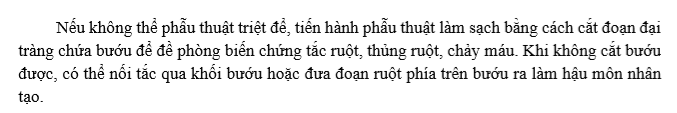 Nếu không thể phẫu thuật triệt để, tiến hành phẫu thuật làm sạch bằng cách cắt đoạn đại
tràng chứa bướu để đề phòng biến chứng tắc ruột, thủng ruột, chảy máu. Khi không cắt bướu
được, có thể nối tắc qua khối bướu hoặc đưa đoạn ruột phía trên bướu ra làm hậu môn nhân
tạo.